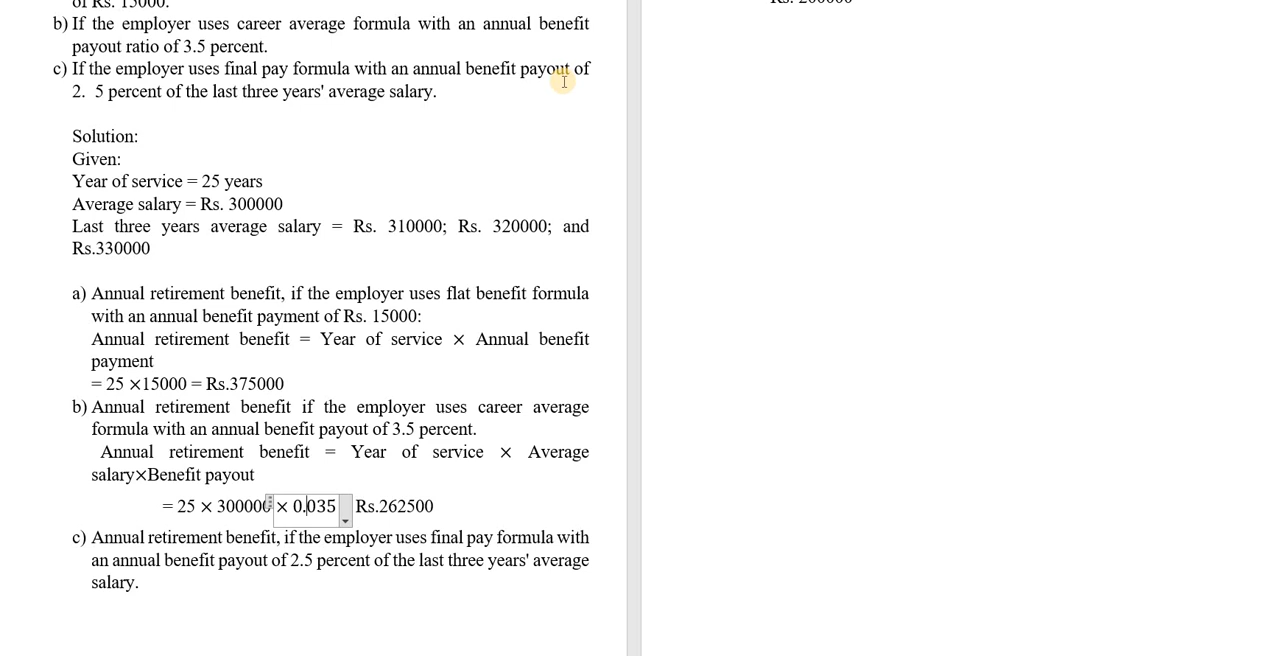 of Rs. 15000.
b) If the employer uses career average formula with an annual benefit
payout ratio of 3.5 percent.
c) If the employer uses final pay formula with an annual benefit payout of
2. 5 percent of the last three years' average salary.
Solution:
Given:
Year of service = 25 years
Average salary = Rs. 300000
Last three years average salary = Rs. 310000; Rs. 320000; and
Rs.330000
a) Annual retirement benefit, if the employer uses flat benefit formula
with an annual benefit payment of Rs. 15000:
Annual retirement benefit = Year of service × Annual benefit
payment
= 25 ×15000 = Rs.375000
b) Annual retirement benefit if the employer uses career average
formula with an annual benefit payout of 3.5 percent.
Annual retirement benefit = Year of service × Average
salary×Benefit payout
= 25 × 300000 × 0.035 Rs.262500
c) Annual retirement benefit, if the employer uses final pay formula with
an annual benefit payout of 2.5 percent of the last three years' average
salary.